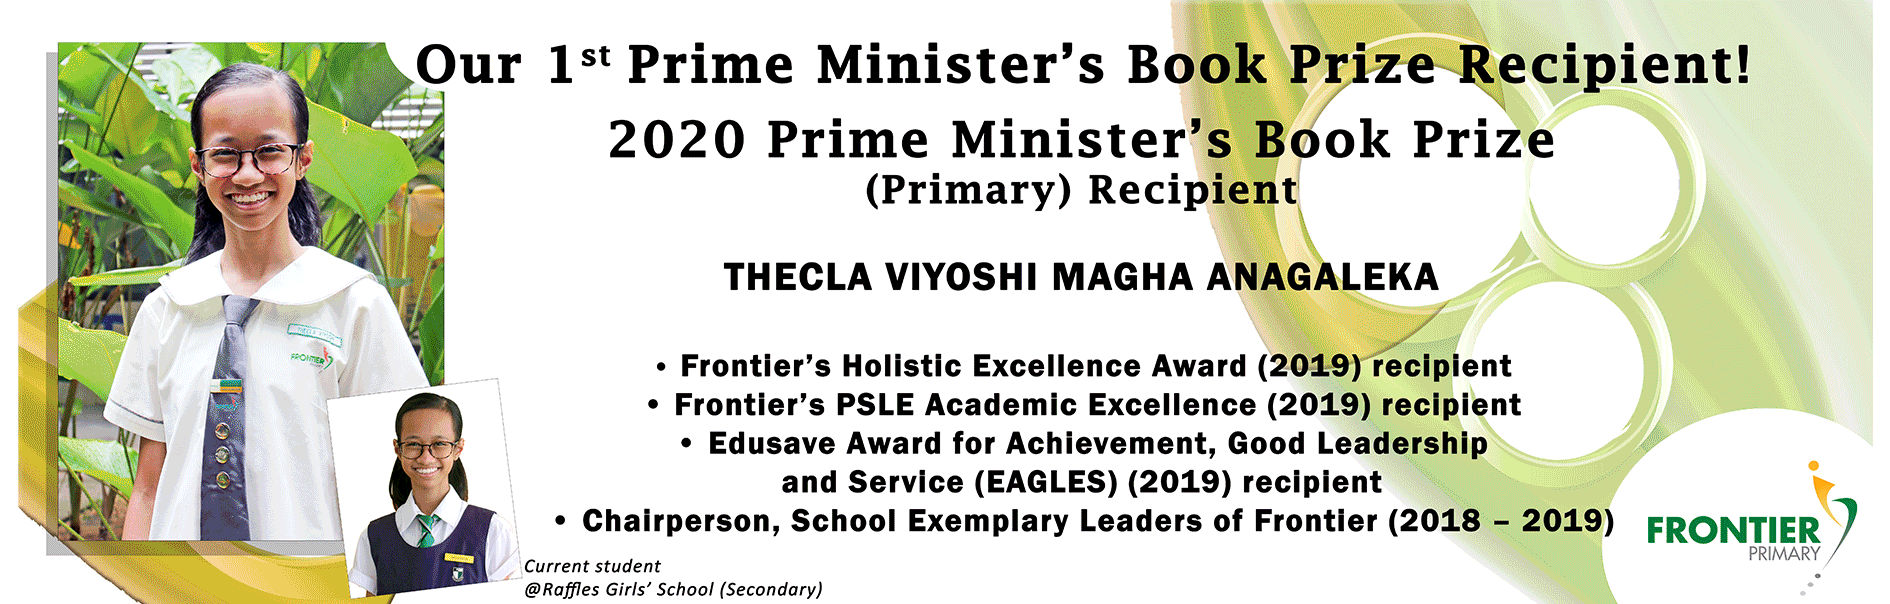 Our 1st Prime Minister’s Book Prize Recipient!
2020 Prime Minister’s Book Prize
(Primary) Recipient
THECLA VIYOSHI MAGHA ANAGALEKA
• Frontier’s Holistic Excellence Award (2019) recipient
• Frontier’s PSLE Academic Excellence (2019) recipient
• Edusave Award for Achievement, Good Leadership
and Service (EAGLES) (2019) recipient
• Chairperson, School Exemplary Leaders of Frontier (2018 – 2019)
Current student
@Raffles Girls’ School (Secondary)
FRONTIER
PRIMARY
THECLA
FRONTIER